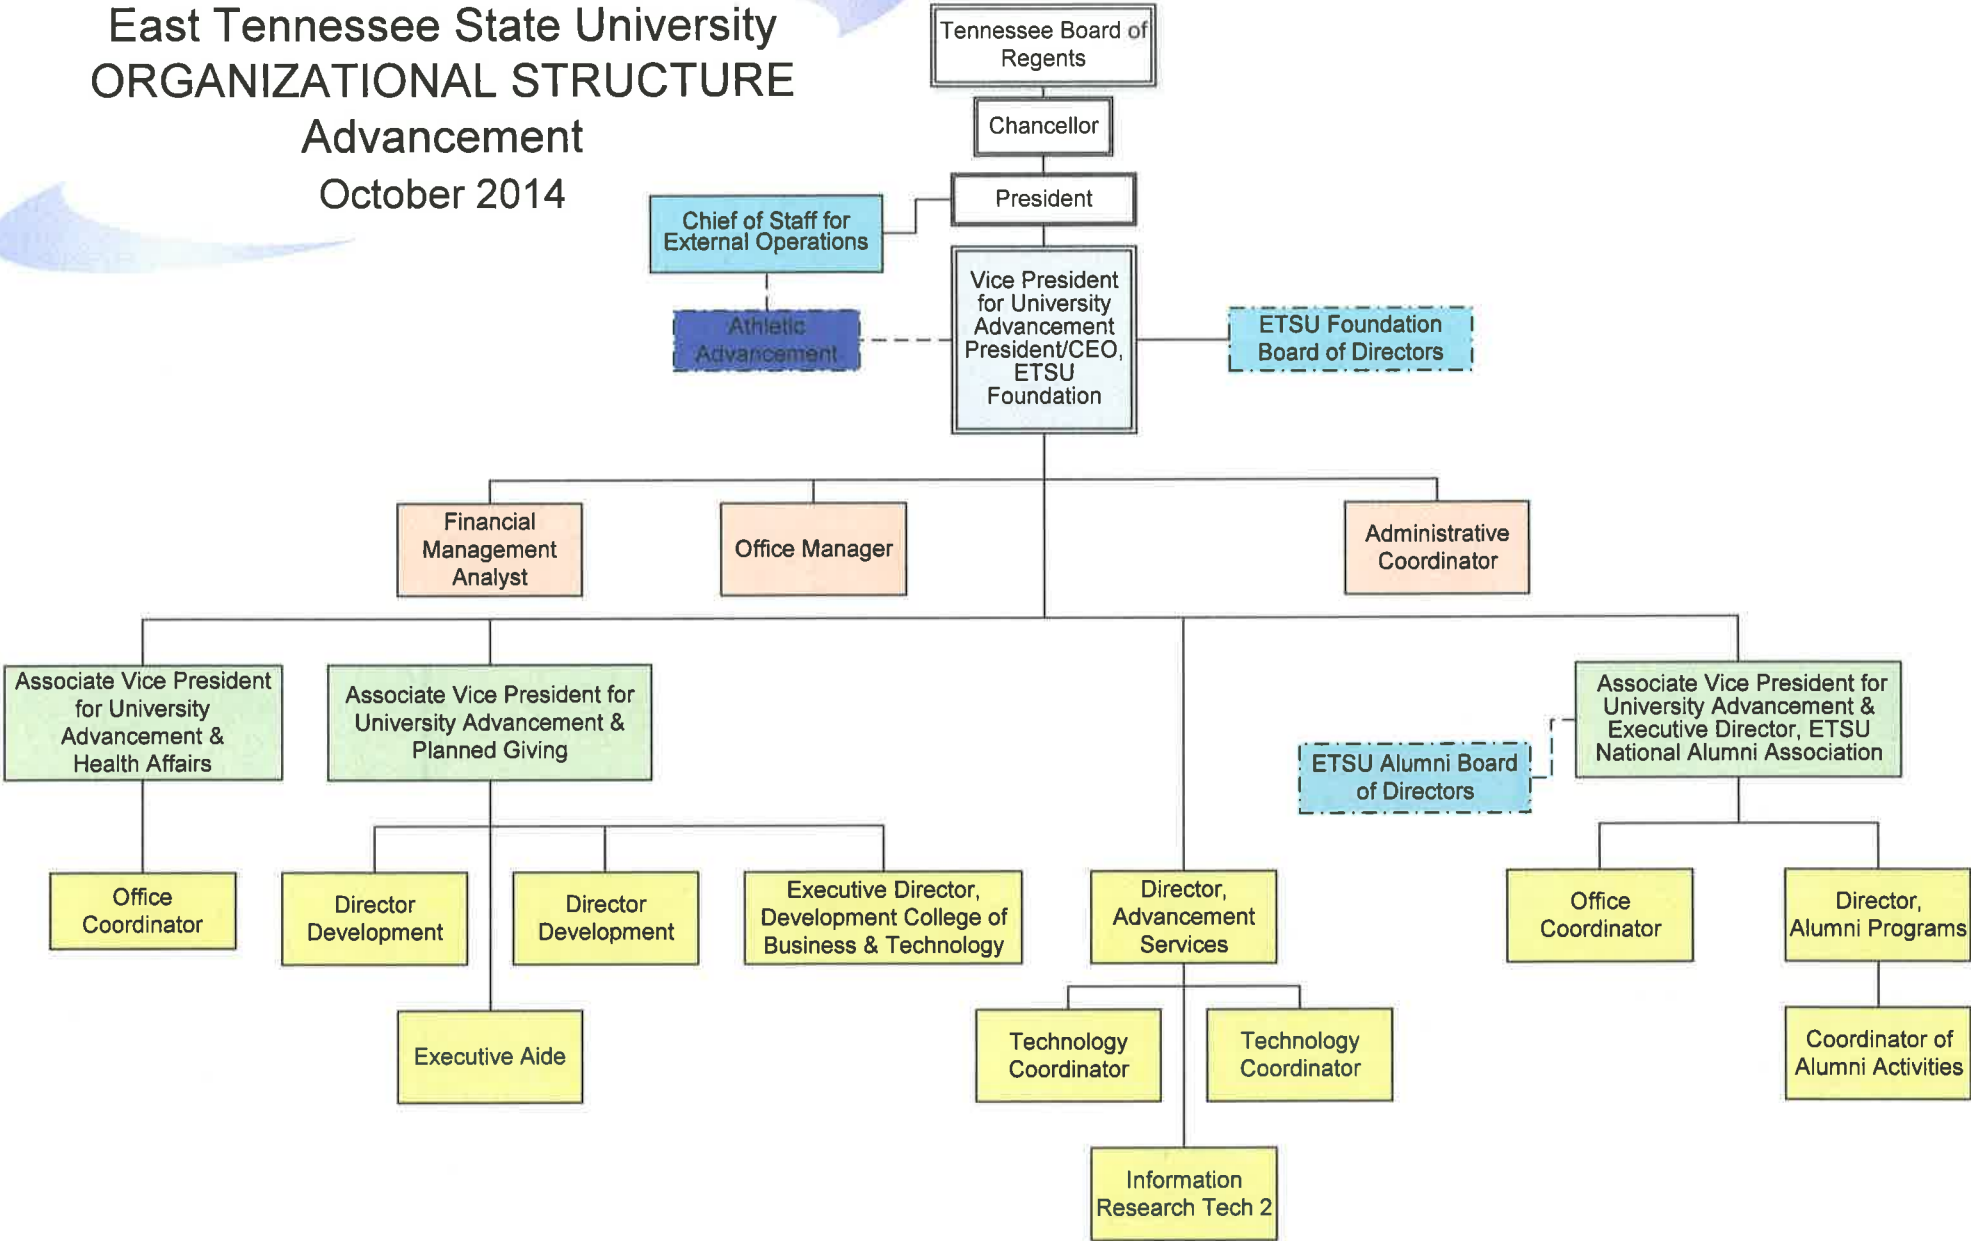 East Tennessee State University
ORGANIZATIONAL STRUCTURE
Advancement
October 2014
Tennessee Board of
Regents
Chancellor
President
Chief of Staff for
External Operations
Athletic
Advancement
Vice President
for University
Advancement
President/CEO,
ETSU
Foundation
ETSU Foundation
Board of Directors
Financial
Management
Analyst
Office Manager
Administrative
Coordinator
Associate Vice President
for University
Advancement &
Health Affairs
Associate Vice President for
University Advancement &
Planned Giving
ETSU Alumni Board
of Directors
Associate Vice President for
University Advancement &
Executive Director, ETSU
National Alumni Association
Office
Coordinator
Director
Development
Director
Development
Executive Director,
Development College of
Business & Technology
Director,
Advancement
Services
Office
Coordinator
Director,
Alumni Programs
Executive Aide
Technology
Coordinator
Technology
Coordinator
Coordinator of
Alumni Activities
Information
Research Tech 2